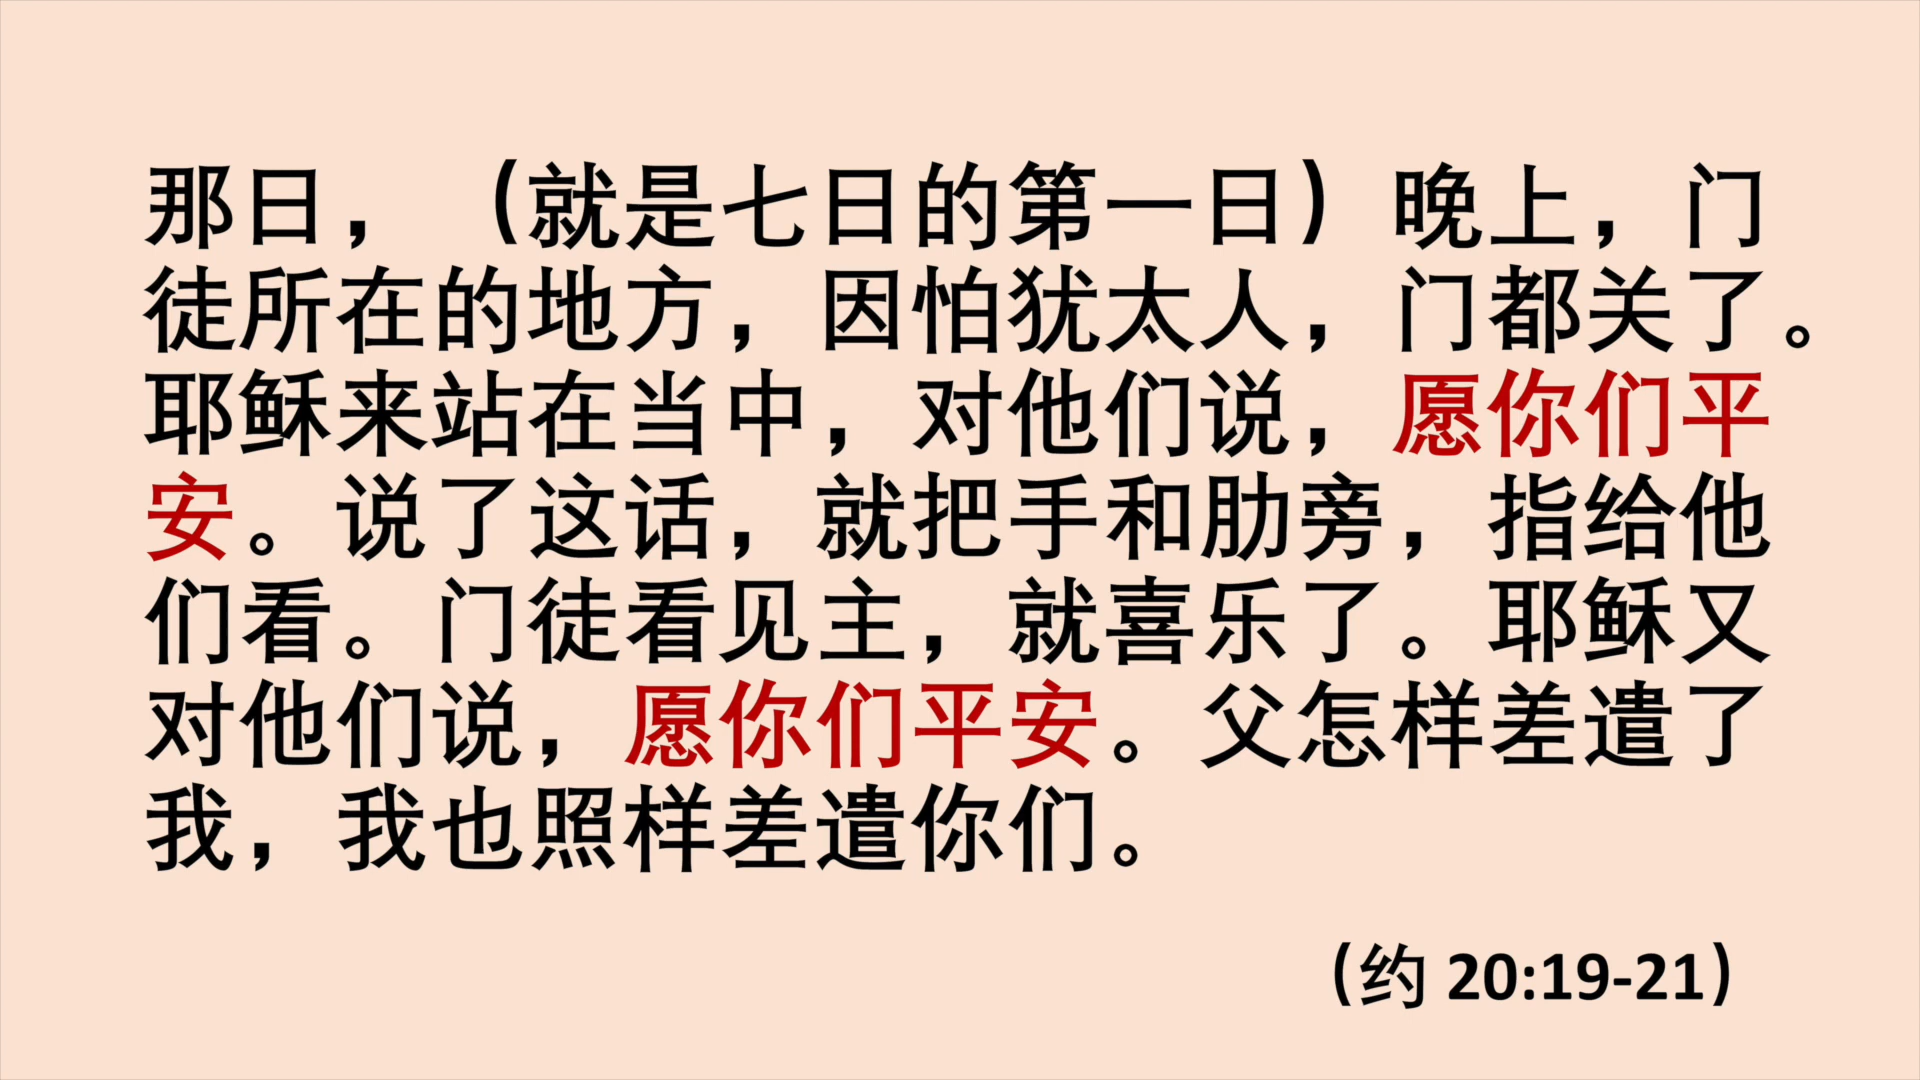 那日，（就是七日的第一日）晚上，门
徒所在的地方，因怕犹太人，门都关了。
耶稣来站在当中，对他们说，愿你们平
安。说了这话，就把手和肋旁，指给他
们看。门徒看见主，就喜乐了。耶稣又
对他们说，愿你们平安。父怎样差遣了
我，我也照样差遣你们。
（约 20:19-21）